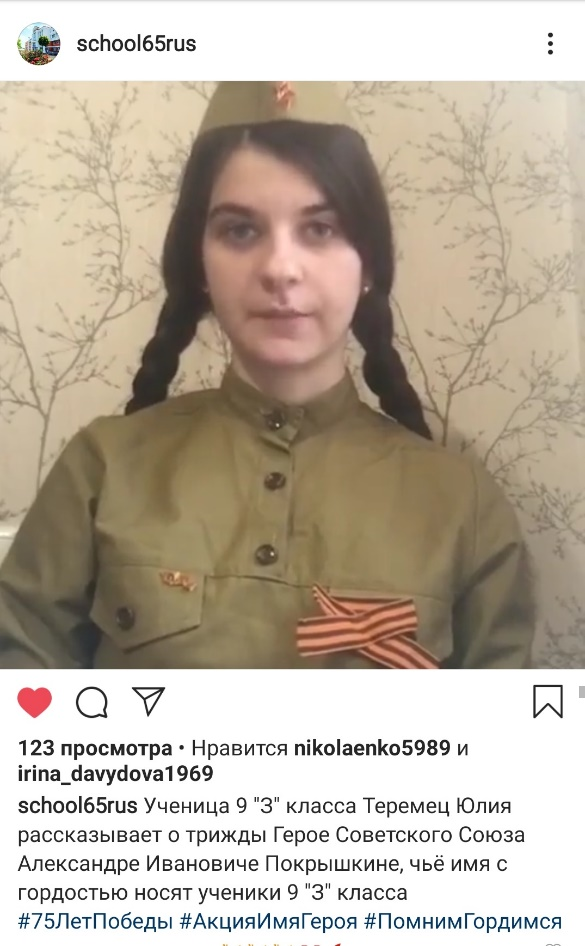 school65rus
123 просмотра • Нравится nikolaenko5989 и
irina_davydova1969
school65rus Ученица 9 "З" класса Теремец Юлия
рассказывает о трижды Герое Советского Союза
Александре Ивановиче Покрышкине, чьё имя с
гордостью носят ученики 9 "З" класса
#75ЛетПобеды #АкцияИмяГероя #ПомнимГордимся